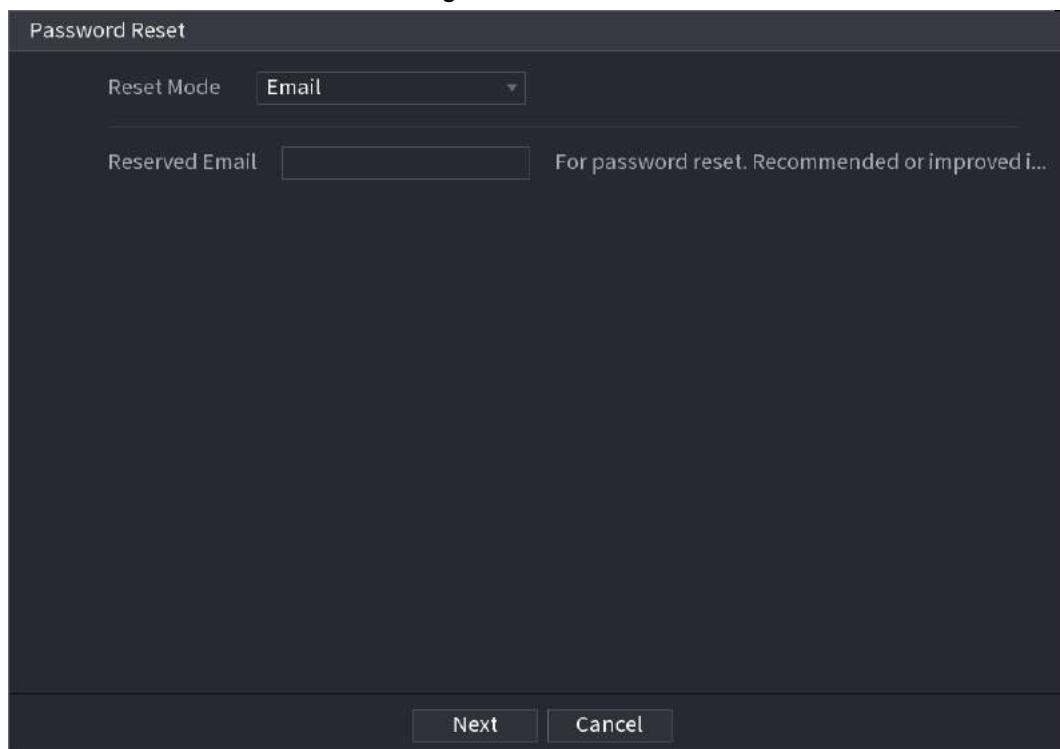 Password Reset
Reset Mode Email
Reserved Email For password reset. Recommended or improved i...
Next Cancel